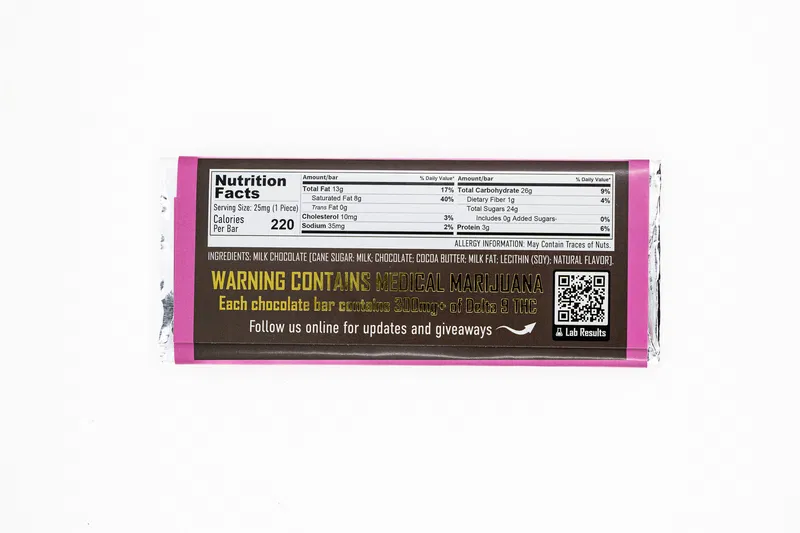 Nutrition
Facts
Serving Size: 25mg (1 Piece)
Calories
Per Bar 220
Amount/bar % Daily Value*
Total Fat 13g 17%
Saturated Fat 8g 40%
Trans Fat 0g
Cholesterol 10mg 3%
Sodium 35mg 2%
Amount/bar % Daily Value*
Total Carbohydrate 26g 9%
Dietary Fiber 1g 4%
Total Sugars 24g
Includes 0g Added Sugars- 0%
Protein 3g 6%
ALLERGY INFORMATION: May Contain Traces of Nuts.
INGREDIENTS: MILK CHOCOLATE (CANE SUGAR; MILK; CHOCOLATE; COCOA BUTTER; MILK FAT; LECITHIN (SOY); NATURAL FLAVOR).
WARNING CONTAINS MEDICAL MARIJUANA
Each chocolate bar contains 300mg+ of Delta 9 THC
Follow us online for updates and giveaways
Lab Results